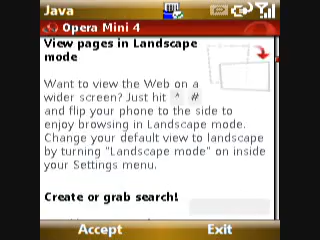 Java
Opera Mini 4
View pages in Landscape
mode
Want to view the Web on a
wider screen? Just hit * #
and flip your phone to the side to
enjoy browsing in Landscape mode.
Change your default view to landscape
by turning "Landscape mode" on inside
your Settings menu.
Create or grab search!
Accept Exit